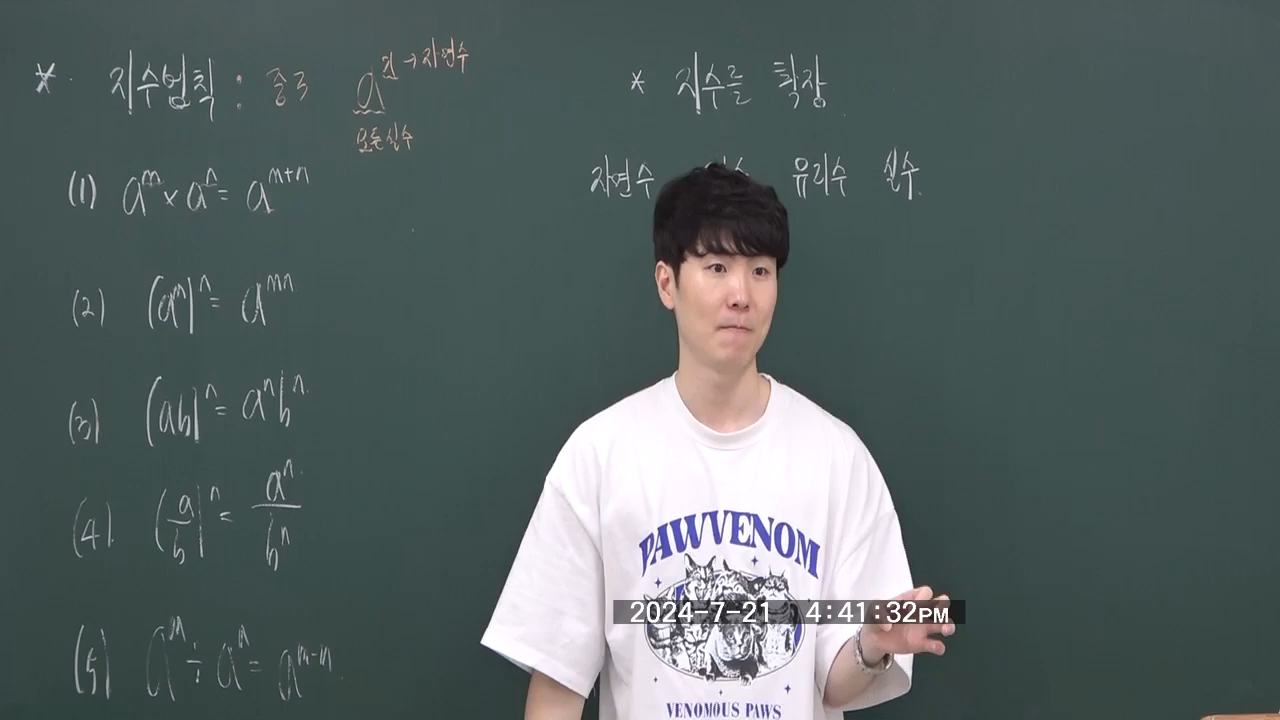 * 지수법칙 : 중3 a^자연수
모든 실수
(1) a^m × a^n = a^m+n
(2) (a^m)^n = a^mn
(3) (ab)^n = a^n b^n
(4) (a/b)^n = a^n/b^n
(5) a^m ÷ a^n = a^m-n
* 지수를 확장
자연수 유리수 실수
PAWVENOM
2024-7-21 4:41:32PM
VENOMOUS PAWS